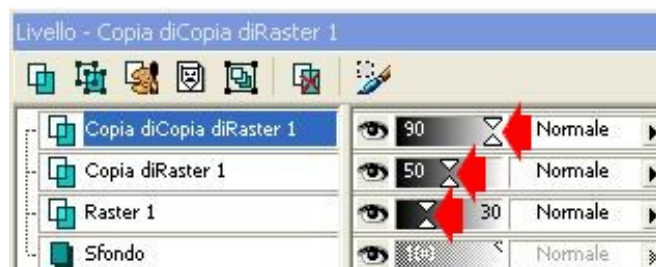 Livello - Copia diCopia diRaster 1
Copia diCopia diRaster 1 90 Normale
Copia diRaster 1 50 Normale
Raster 1 30 Normale
Sfondo 100 Normale